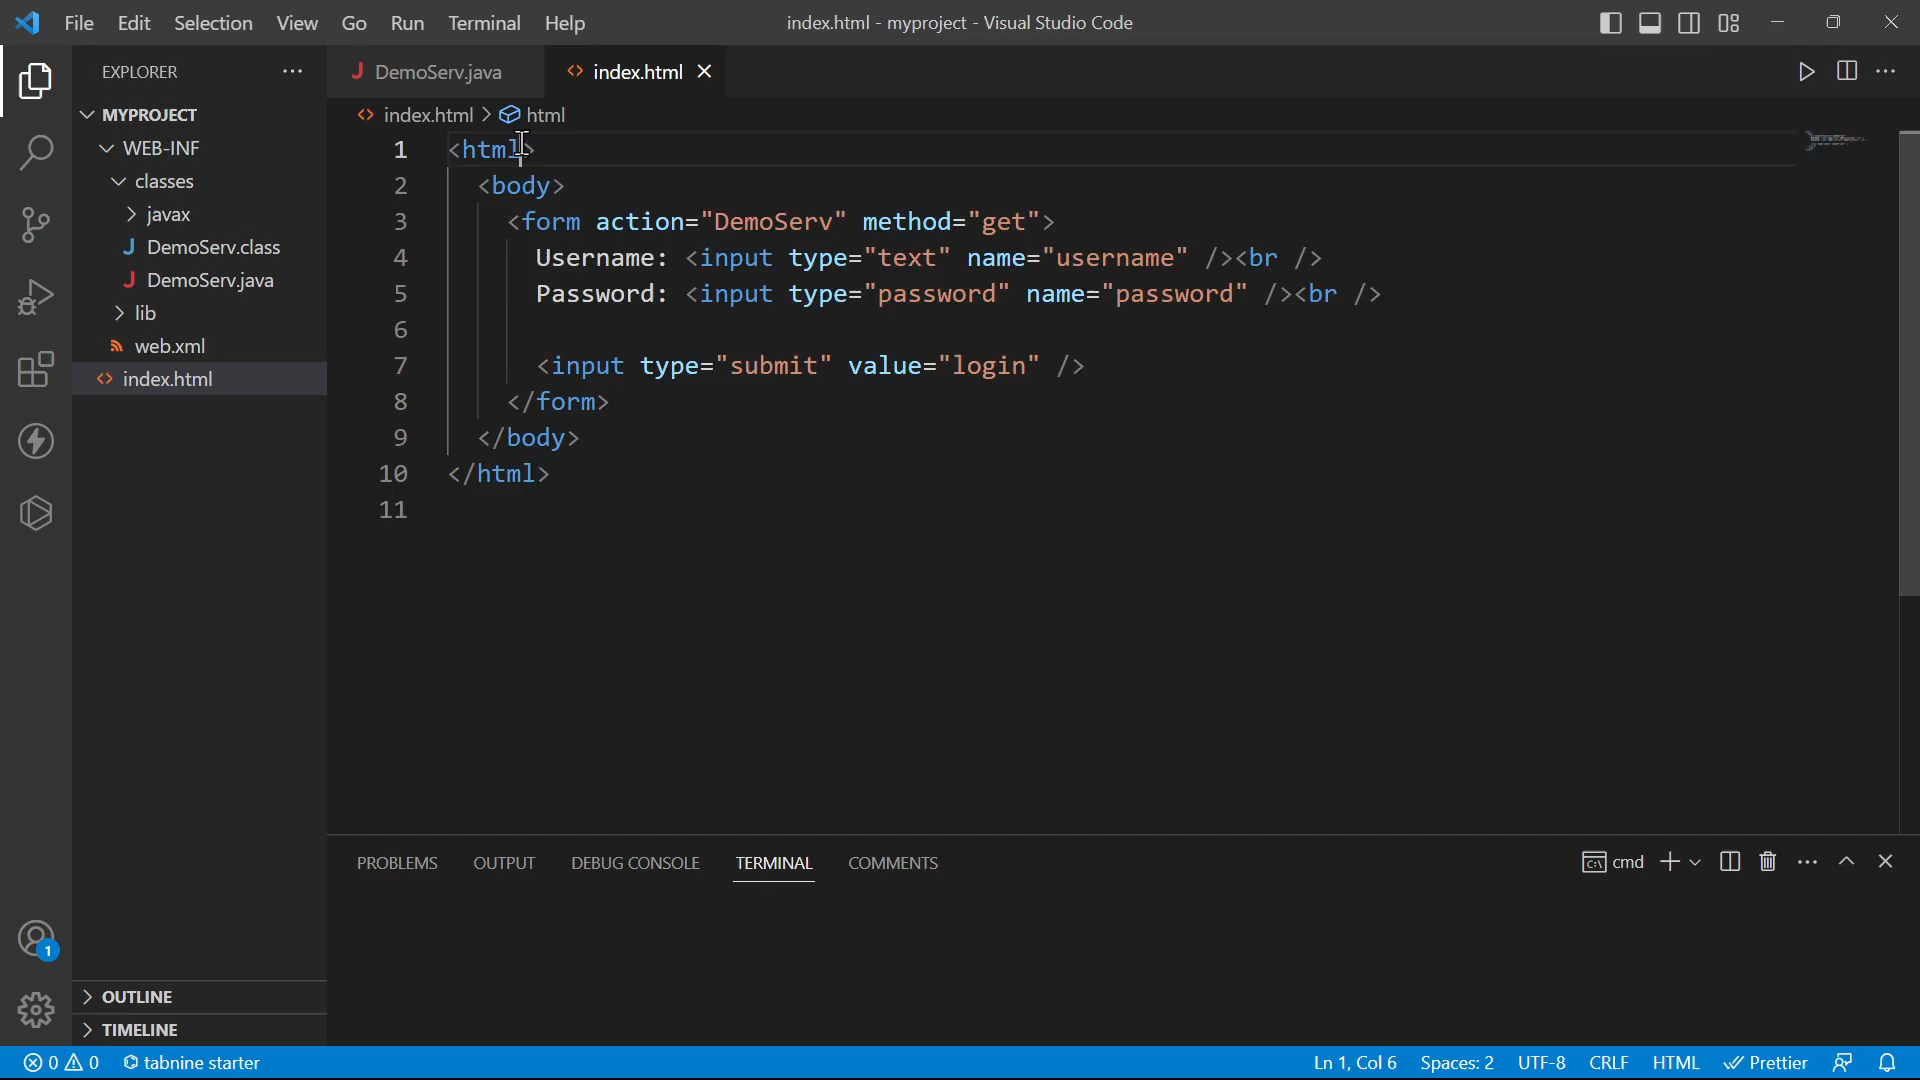 File Edit Selection View Go Run Terminal Help
index.html - myproject - Visual Studio Code
EXPLORER
MYPROJECT
WEB-INF
classes
javax
DemoServ.class
DemoServ.java
lib
web.xml
index.html
OUTLINE
TIMELINE
DemoServ.java index.html
index.html > html
1 <html>
2 <body>
3 <form action="DemoServ" method="get">
4 Username: <input type="text" name="username" /><br />
5 Password: <input type="password" name="password" /><br />
6
7 <input type="submit" value="login" />
8 </form>
9 </body>
10 </html>
11
PROBLEMS OUTPUT DEBUG CONSOLE TERMINAL COMMENTS
cmd
1
0 0 tabnine starter
Ln 1, Col 6 Spaces: 2 UTF-8 CRLF HTML Prettier